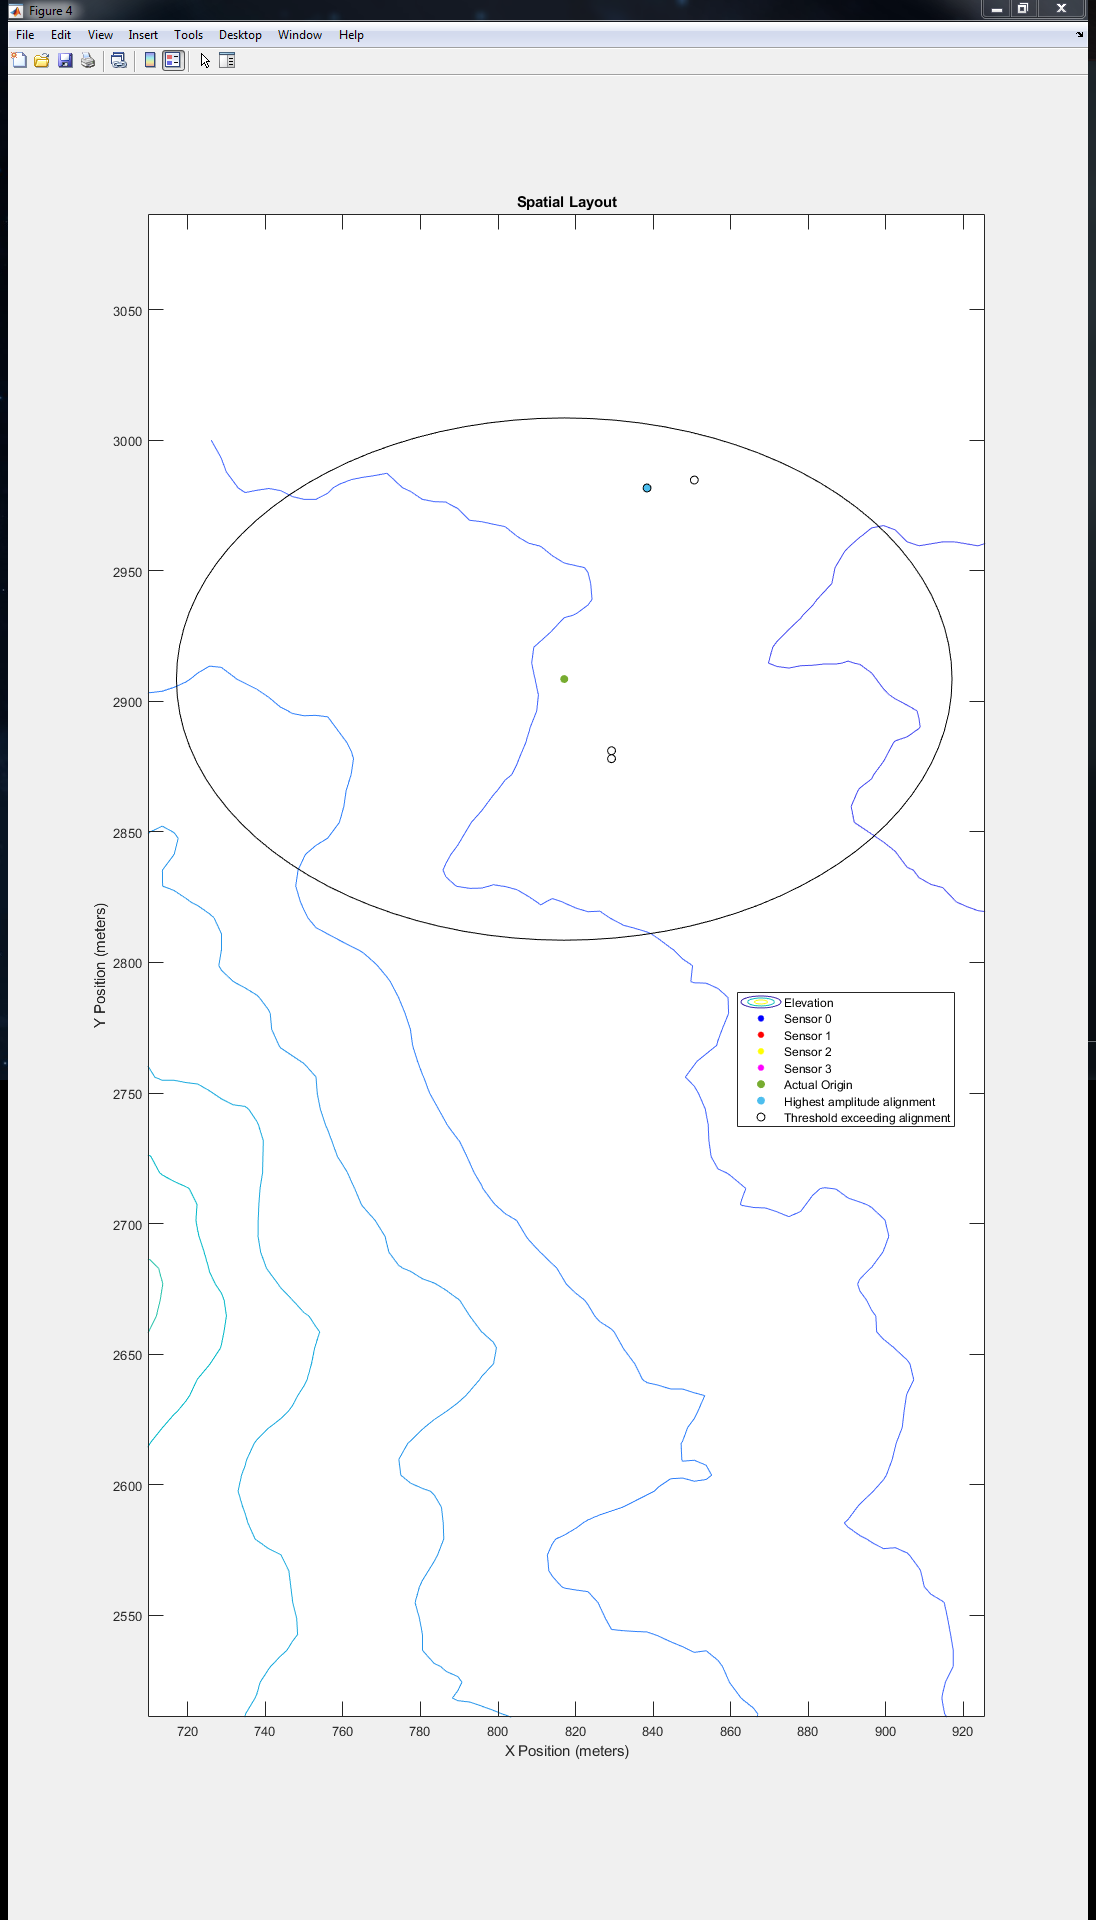 Figure 4
File Edit View Insert Tools Desktop Window Help
Spatial Layout
3050
3000
2950
2900
2850
2800
2750
2700
2650
2600
2550
Y Position (meters)
Elevation
Sensor 0
Sensor 1
Sensor 2
Sensor 3
Actual Origin
Highest amplitude alignment
Threshold exceeding alignment
720 740 760 780 800 820 840 860 880 900 920
X Position (meters)